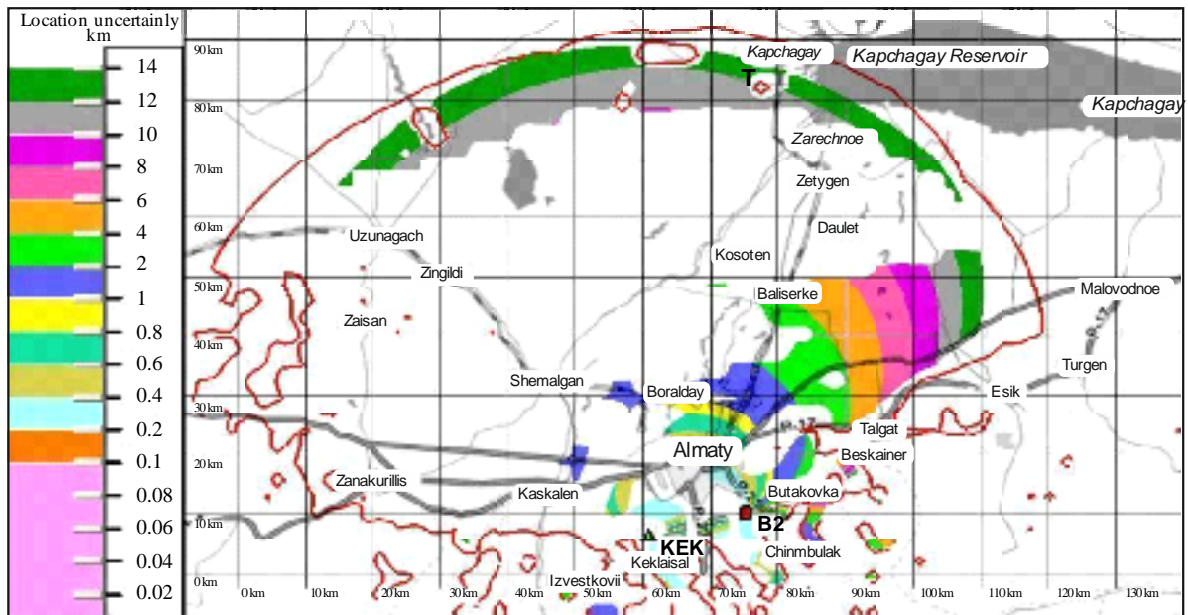 Location uncertainly
km
14
12
10
8
6
4
2
1
0.8
0.6
0.4
0.2
0.1
0.08
0.06
0.04
0.02
90km
80km
70km
60km
50km
40km
30km
20km
10km
0km
Kapchagay
Kapchagay Reservoir
T
Kapchagay
Zarechnoe
Zetygen
Daulet
Uzunagach
Kosoten
Zingildi
Baliserke
Malovodnoe
Zaisan
P-17
Turgen
Shemalgan
Boralday
Esik
P-17
Talgat
Almaty
Beskainer
Zanakurillis
Kaskalen
Butakovka
B2
KEK
Chinmbulak
Keklaisal
Izvestkovii
0km
10km
20km
30km
40km
50km
60km
70km
80km
90km
100km
110km
120km
130km